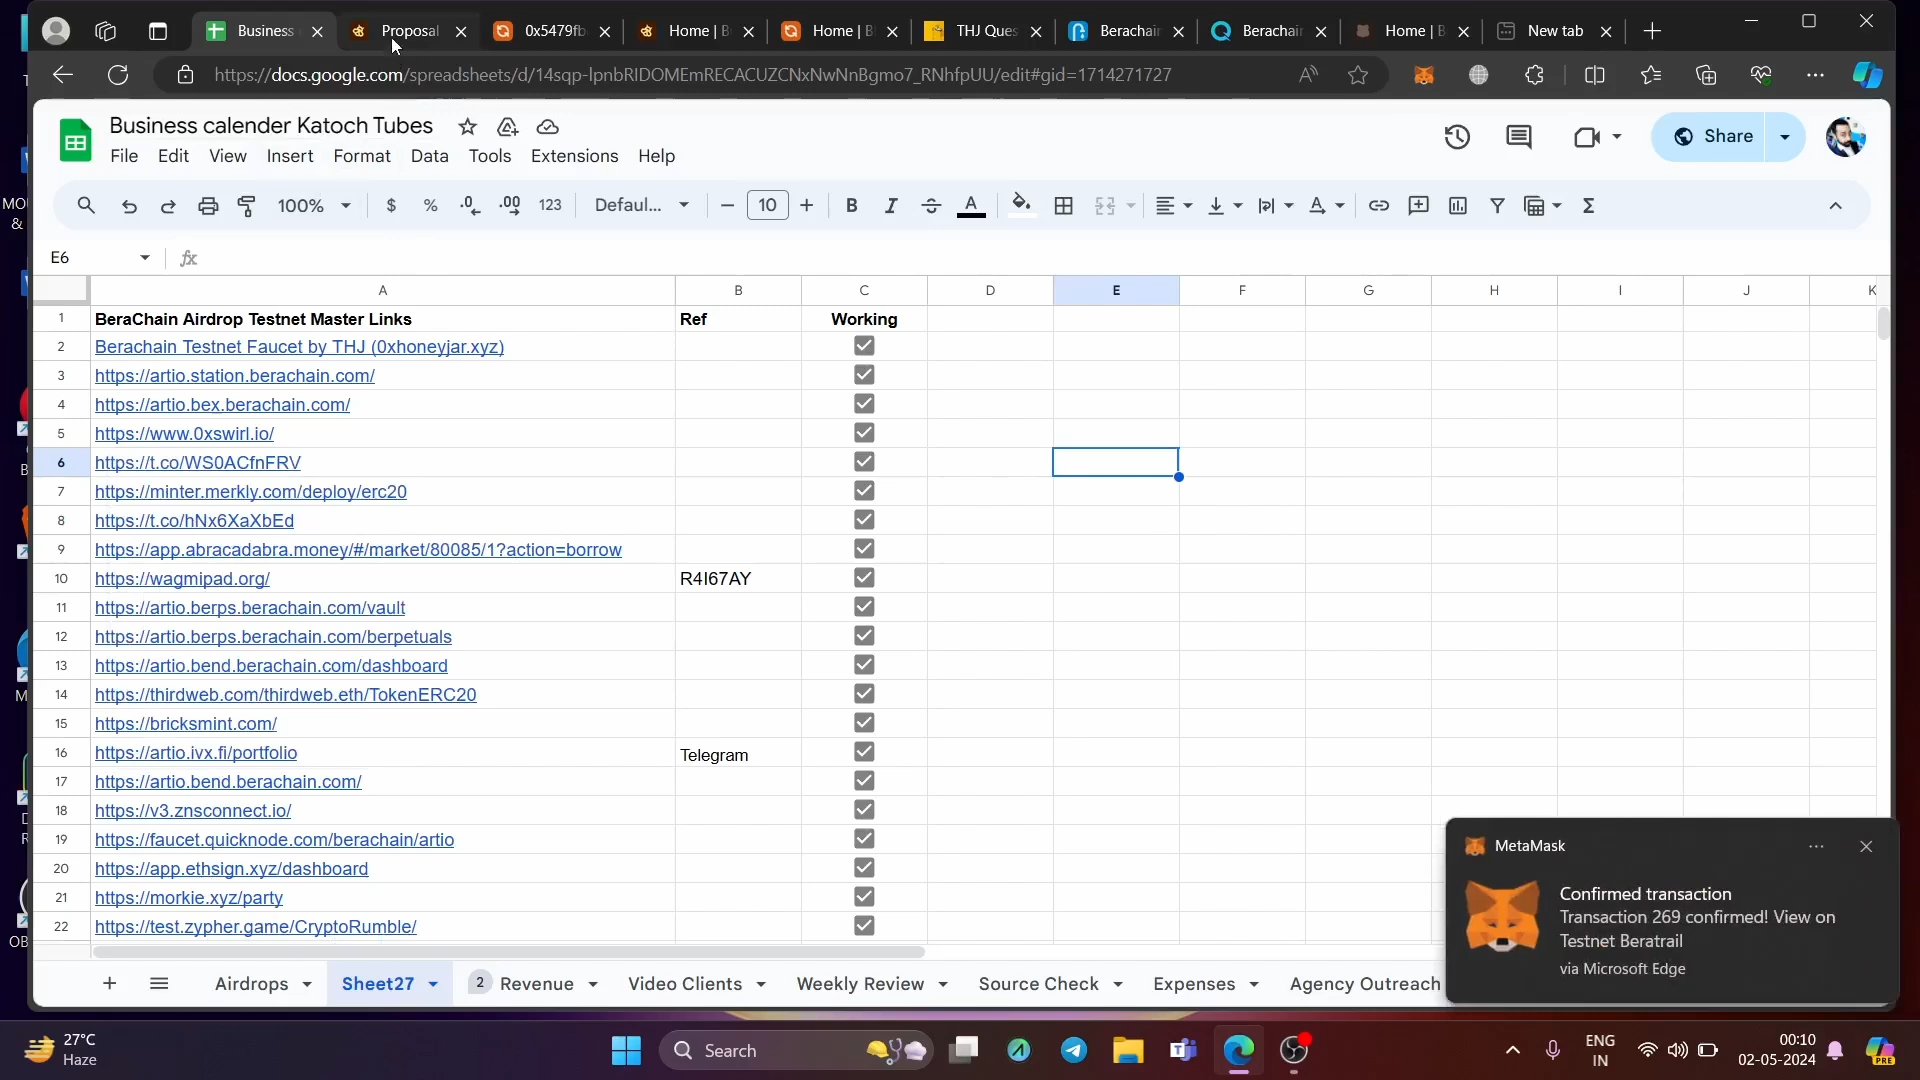 Business
Proposal
0x5479fb
Home | B
Home | B
THJ Ques
Berachain
Berachain
Home | B
New tab
https://docs.google.com/spreadsheets/d/14sqp-lpnbRIDOMEmRECACUZCNxNwNnBgmo7_RNhfpUU/edit#gid=1714271727
Business calender Katoch Tubes
File Edit View Insert Format Data Tools Extensions Help
Share
100% $ % .0 .00 123 Defaul... 10
E6
A B C D E F G H I J K
1 BeraChain Airdrop Testnet Master Links Ref Working
2 Berachain Testnet Faucet by THJ (0xhoneyjar.xyz)
3 https://artio.station.berachain.com/
4 https://artio.bex.berachain.com/
5 https://www.0xswirl.io/
6 https://t.co/WS0ACfnFRV
7 https://minter.merkly.com/deploy/erc20
8 https://t.co/hNx6XaXbEd
9 https://app.abracadabra.money/#/market/80085/1?action=borrow
10 https://wagmipad.org/ R4I67AY
11 https://artio.berps.berachain.com/vault
12 https://artio.berps.berachain.com/berpetuals
13 https://artio.bend.berachain.com/dashboard
14 https://thirdweb.com/thirdweb.eth/TokenERC20
15 https://bricksmint.com/
16 https://artio.ivx.fi/portfolio Telegram
17 https://artio.bend.berachain.com/
18 https://v3.znsconnect.io/
19 https://faucet.quicknode.com/berachain/artio
20 https://app.ethsign.xyz/dashboard
21 https://morkie.xyz/party
22 https://test.zypher.game/CryptoRumble/
MetaMask
Confirmed transaction
Transaction 269 confirmed! View on
Testnet Beratrail
via Microsoft Edge
Airdrops Sheet27 2 Revenue Video Clients Weekly Review Source Check Expenses Agency Outreach
27°C
Haze
Search
ENG
IN
00:10
02-05-2024